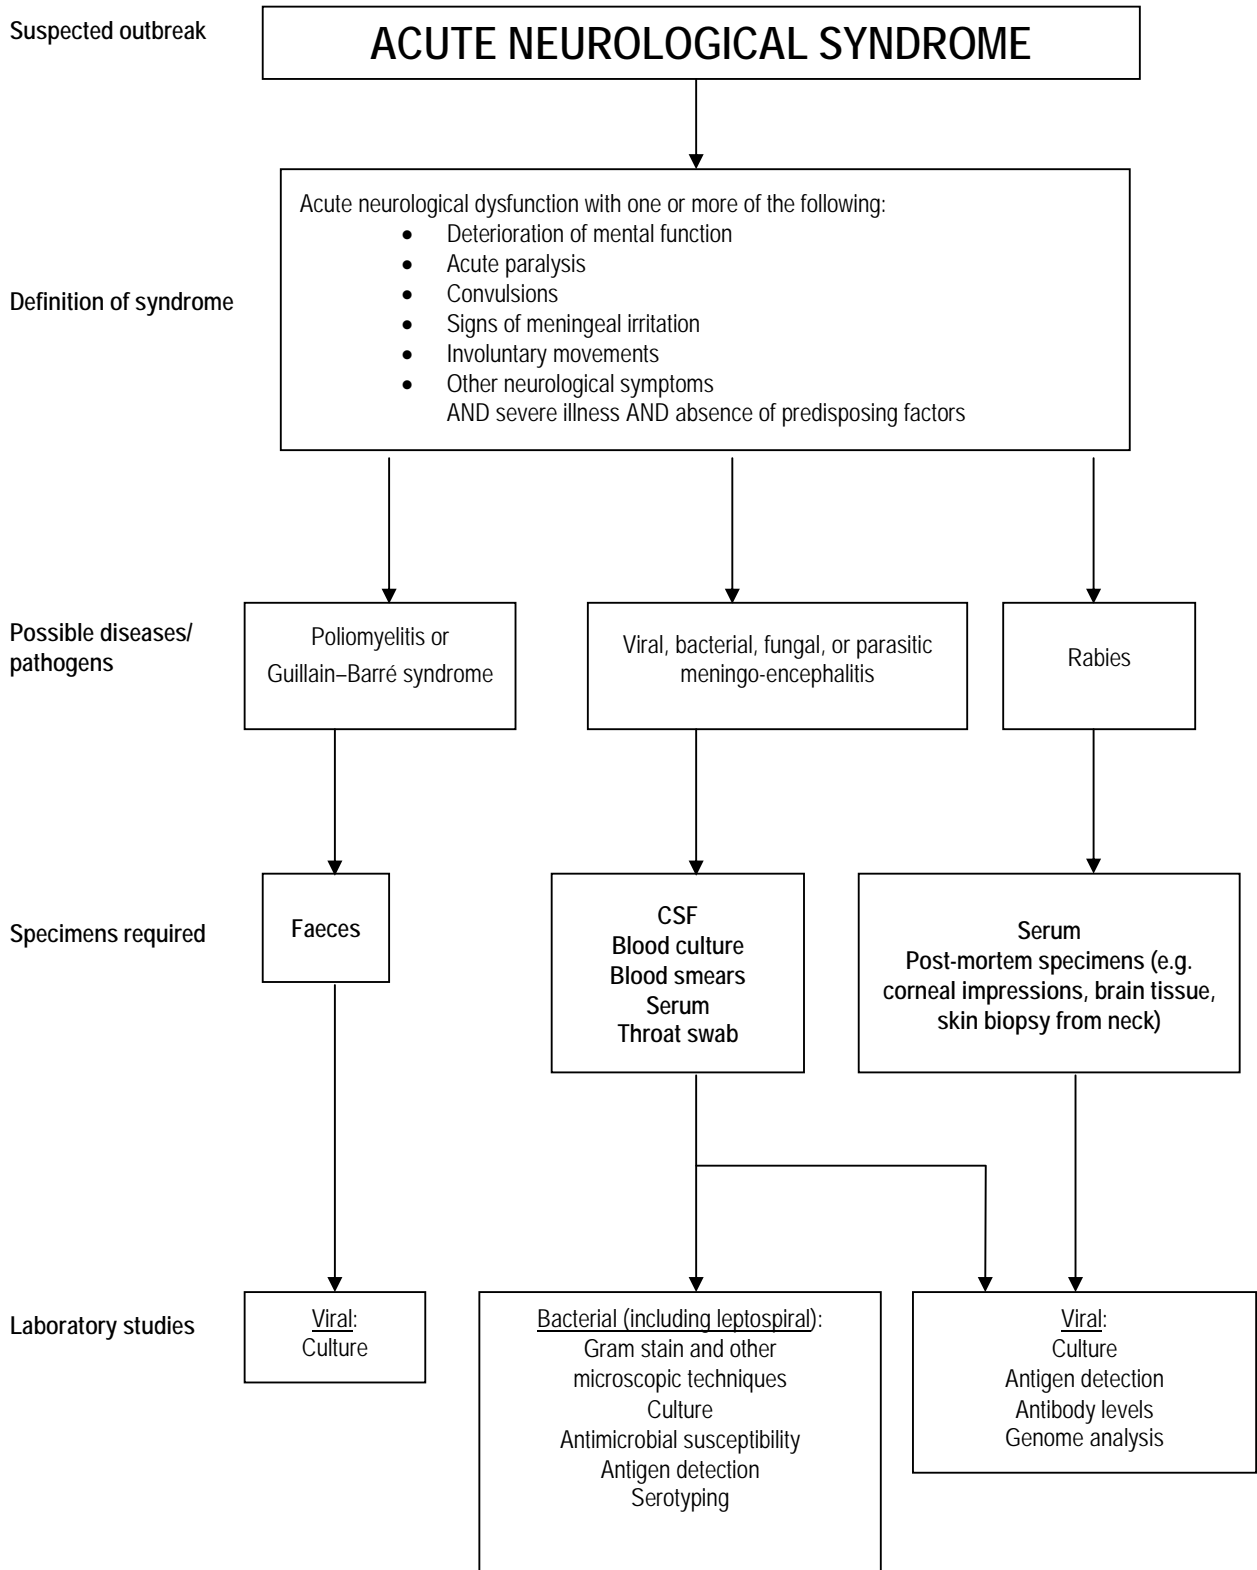 Suspected outbreak
ACUTE NEUROLOGICAL SYNDROME
Definition of syndrome
Acute neurological dysfunction with one or more of the following:
• Deterioration of mental function
• Acute paralysis
• Convulsions
• Signs of meningeal irritation
• Involuntary movements
• Other neurological symptoms
AND severe illness AND absence of predisposing factors
Possible diseases/
pathogens
Poliomyelitis or
Guillain–Barré syndrome
Viral, bacterial, fungal, or parasitic
meningo-encephalitis
Rabies
Specimens required
Faeces
CSF
Blood culture
Blood smears
Serum
Throat swab
Serum
Post-mortem specimens (e.g.
corneal impressions, brain tissue,
skin biopsy from neck)
Laboratory studies
Viral:
Culture
Bacterial (including leptospiral):
Gram stain and other
microscopic techniques
Culture
Antimicrobial susceptibility
Antigen detection
Serotyping
Viral:
Culture
Antigen detection
Antibody levels
Genome analysis